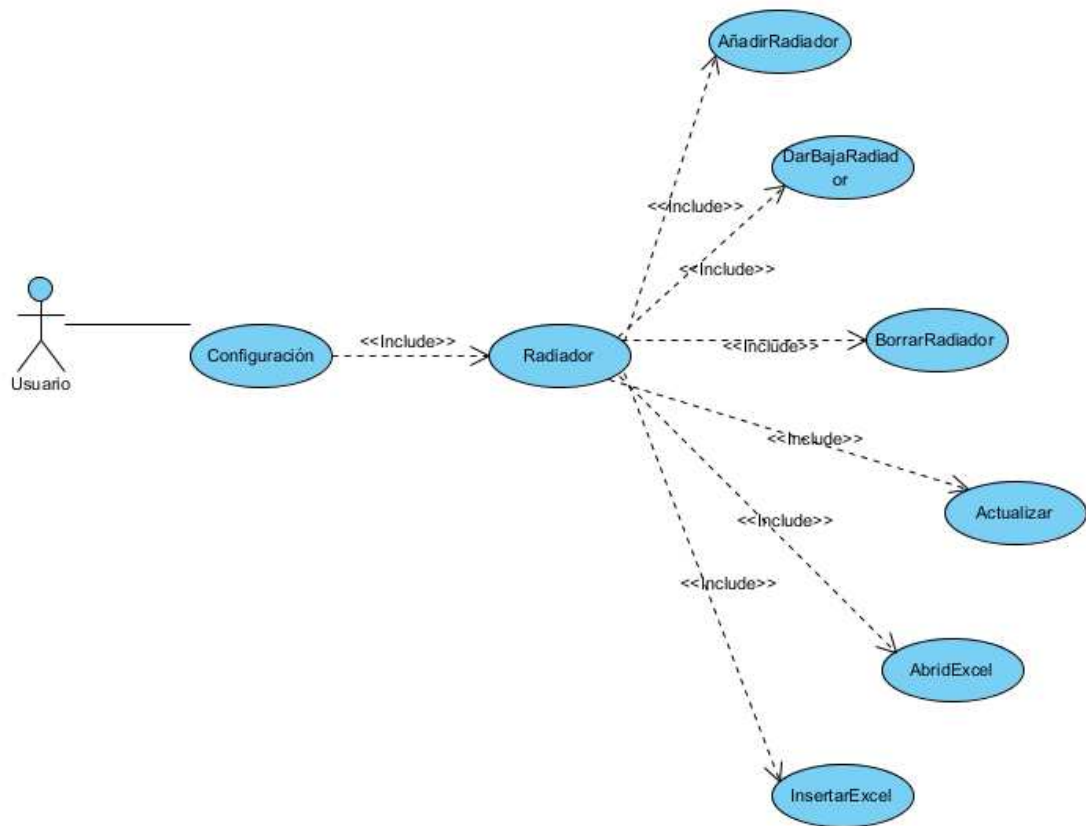 AñadirRadiador
DarBajaRadiad
or
<<Include>>
<<Include>>
<<Include>>
Configuración
<<Include>>
Radiador
BorrarRadiador
Usuario
<<Include>>
Actualizar
<<Include>>
<<Include>>
AbridExcel
InsertarExcel